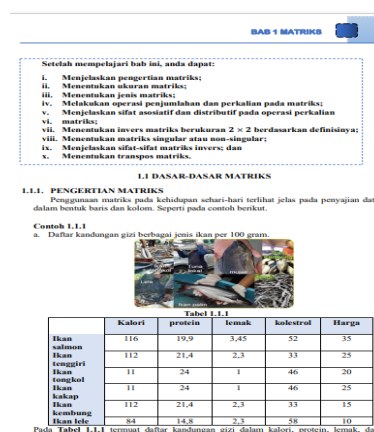 BAB 1 MATRIKS
Setelah mempelajari bab ini, anda dapat:
i. Menjelaskan pengertian matriks;
ii. Menentukan ukuran matriks;
iii. Menentukan jenis matriks;
iv. Melakukan operasi penjumlahan dan perkalian pada matriks;
v. Menjelaskan sifat asosiatif dan distributif pada operasi perkalian
vi. matriks;
vii. Menentukan invers matriks berukuran 2 × 2 berdasarkan definisinya;
viii. Menentukan matriks singular atau non-singular;
ix. Menjelaskan sifat-sifat matriks invers; dan
x. Menentukan transpos matriks.
1.1 DASAR-DASAR MATRIKS
1.1.1. PENGERTIAN MATRIKS
Penggunaan matriks pada kehidupan sehari-hari terlihat jelas pada penyajian dat
dalam bentuk baris dan kolom. Seperti pada contoh berikut.
Contoh 1.1.1
a. Daftar kandungan gizi berbagai jenis ikan per 100 gram.
Tabel 1.1.1
Kalori protein lemak kolestrol Harga
Ikan salmon 116 19,9 3,45 52 35
Ikan tenggiri 112 21,4 2,3 33 25
Ikan tongkol 11 24 1 46 20
Ikan kakap 11 24 1 46 25
Ikan kembung 112 21,4 2,3 33 15
Ikan lele 84 14,8 2,3 58 10
Pada Tabel 1.1.1 termuat daftar kandungan gizi dalam kalori, protein, lemak, da